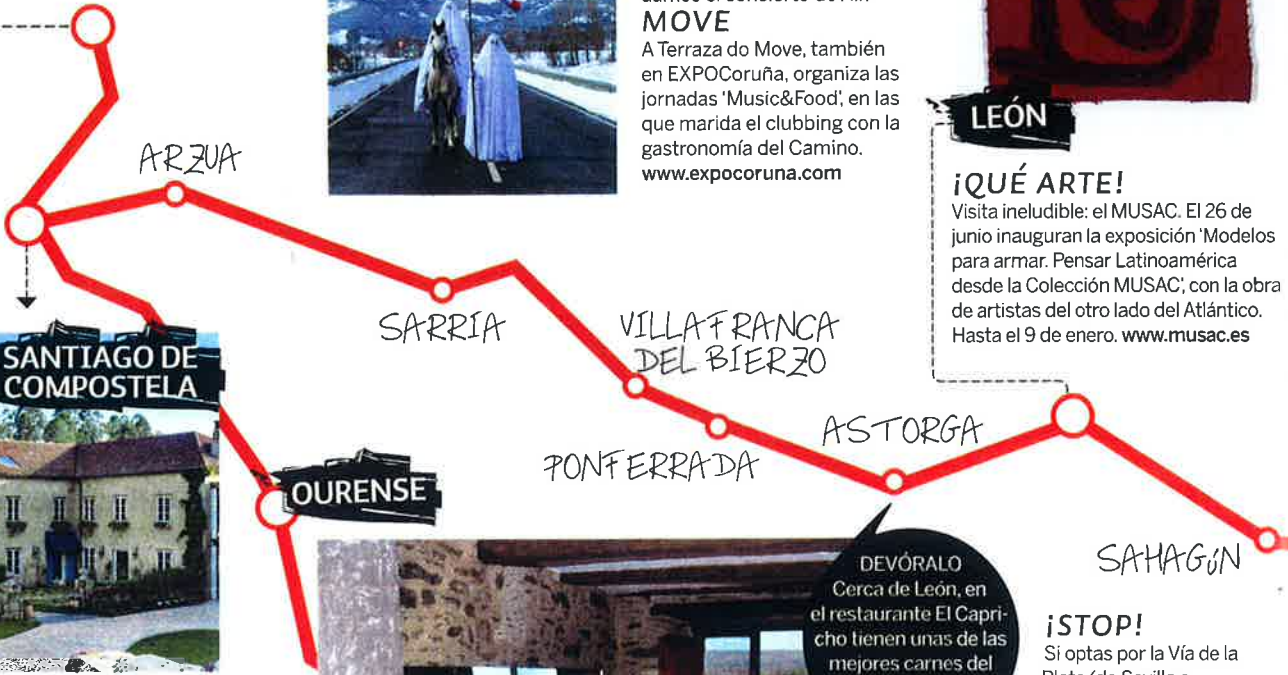 MOVE
A Terraza do Move, también
en EXPOCoruña, organiza las
jornadas 'Music&Food', en las
que marida el clubbing con la
gastronomía del Camino.
www.expocoruna.com
LEÓN
¡QUÉ ARTE!
Visita ineludible: el MUSAC. El 26 de
junio inauguran la exposición 'Modelos
para armar. Pensar Latinoamérica
desde la Colección MUSAC', con la obra
de artistas del otro lado del Atlántico.
Hasta el 9 de enero. www.musac.es
ARZUA
SARRIA
VILLAFRANCA
DEL BIERZO
SANTIAGO DE
COMPOSTELA
PONFERRADA
ASTORGA
OURENSE
SAHAGÚN
DEVÓRALO
Cerca de León, en
el restaurante El Capri-
cho tienen unas de las
mejores carnes del
¡STOP!
Si optas por la Vía de la
Plata (de Sevilla a